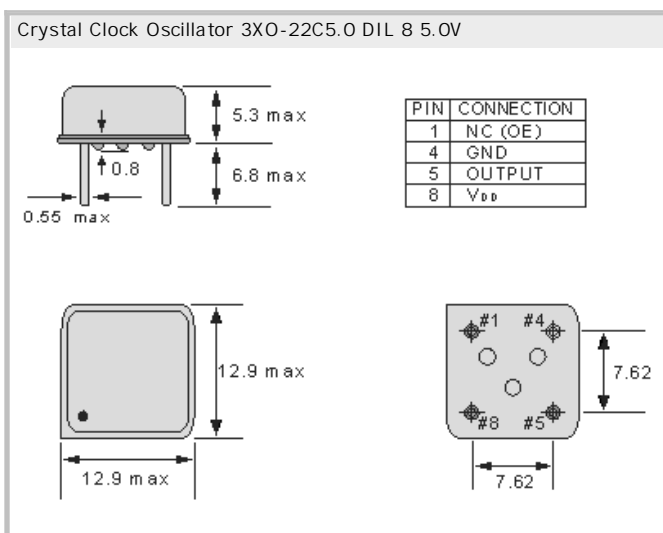 Crystal Clock Oscillator 3XO-22C5.0 DIL 8 5.0V
5.3 max
0.8
6.8 max
0.55 max
PIN CONNECTION
1 NC (OE)
4 GND
5 OUTPUT
8 VDD
12.9 max
12.9 max
#1 #4
#8 #5
7.62
7.62